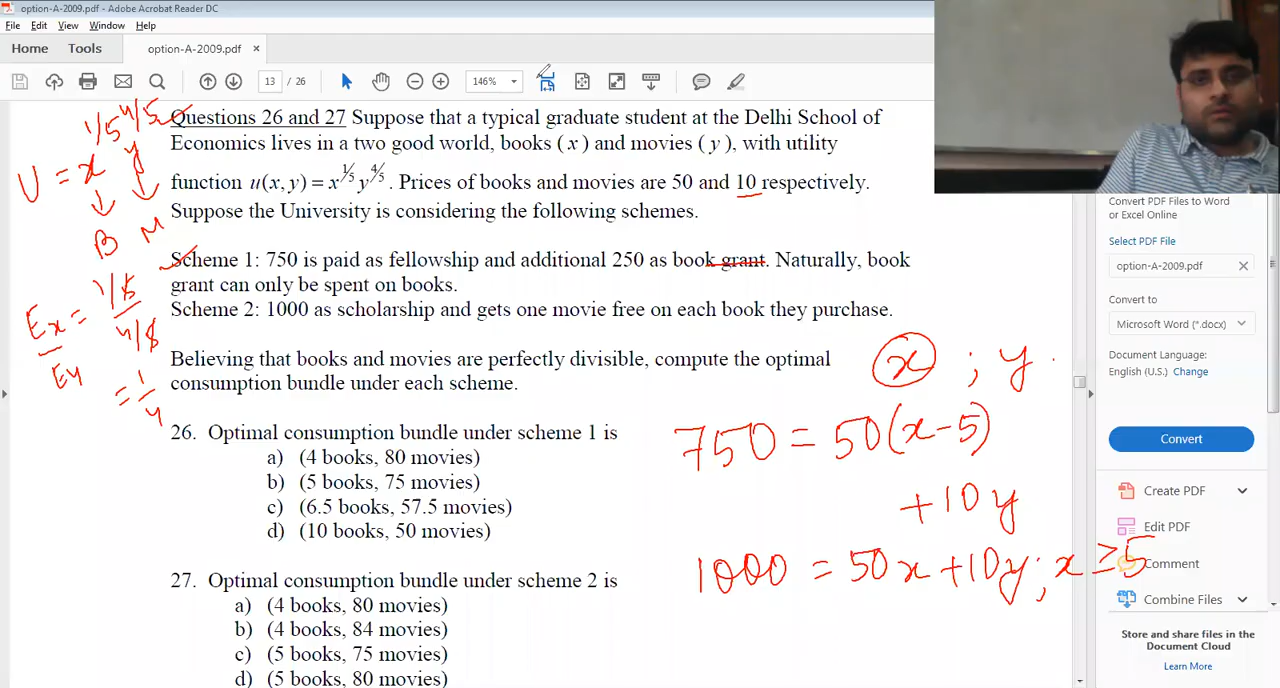 option-A-2009.pdf - Adobe Acrobat Reader DC
File Edit View Window Help
Home Tools option-A-2009.pdf ×
13 / 26 146%
Questions 26 and 27 Suppose that a typical graduate student at the Delhi School of
Economics lives in a two good world, books (x) and movies (y), with utility
function u(x, y) = x^{1/5} y^{4/5}. Prices of books and movies are 50 and 10 respectively.
Suppose the University is considering the following schemes.
Scheme 1: 750 is paid as fellowship and additional 250 as book grant. Naturally, book
grant can only be spent on books.
Scheme 2: 1000 as scholarship and gets one movie free on each book they purchase.
Believing that books and movies are perfectly divisible, compute the optimal
consumption bundle under each scheme.
26. Optimal consumption bundle under scheme 1 is
a) (4 books, 80 movies)
b) (5 books, 75 movies)
c) (6.5 books, 57.5 movies)
d) (10 books, 50 movies)
27. Optimal consumption bundle under scheme 2 is
a) (4 books, 80 movies)
b) (4 books, 84 movies)
c) (5 books, 75 movies)
d) (5 books, 80 movies)
U = x^{1/5} y^{4/5}
B M
Ex/Ey = (1/5)/(4/5)
= 1/4
x ; y
750 = 50(x-5)
+10y
1000 = 50x+10y; x ≥ 5
Convert PDF Files to Word
or Excel Online
Select PDF File
option-A-2009.pdf ×
Convert to
Microsoft Word (*.docx)
Document Language:
English (U.S.) Change
Convert
Create PDF
Edit PDF
Comment
Combine Files
Store and share files in the
Document Cloud
Learn More